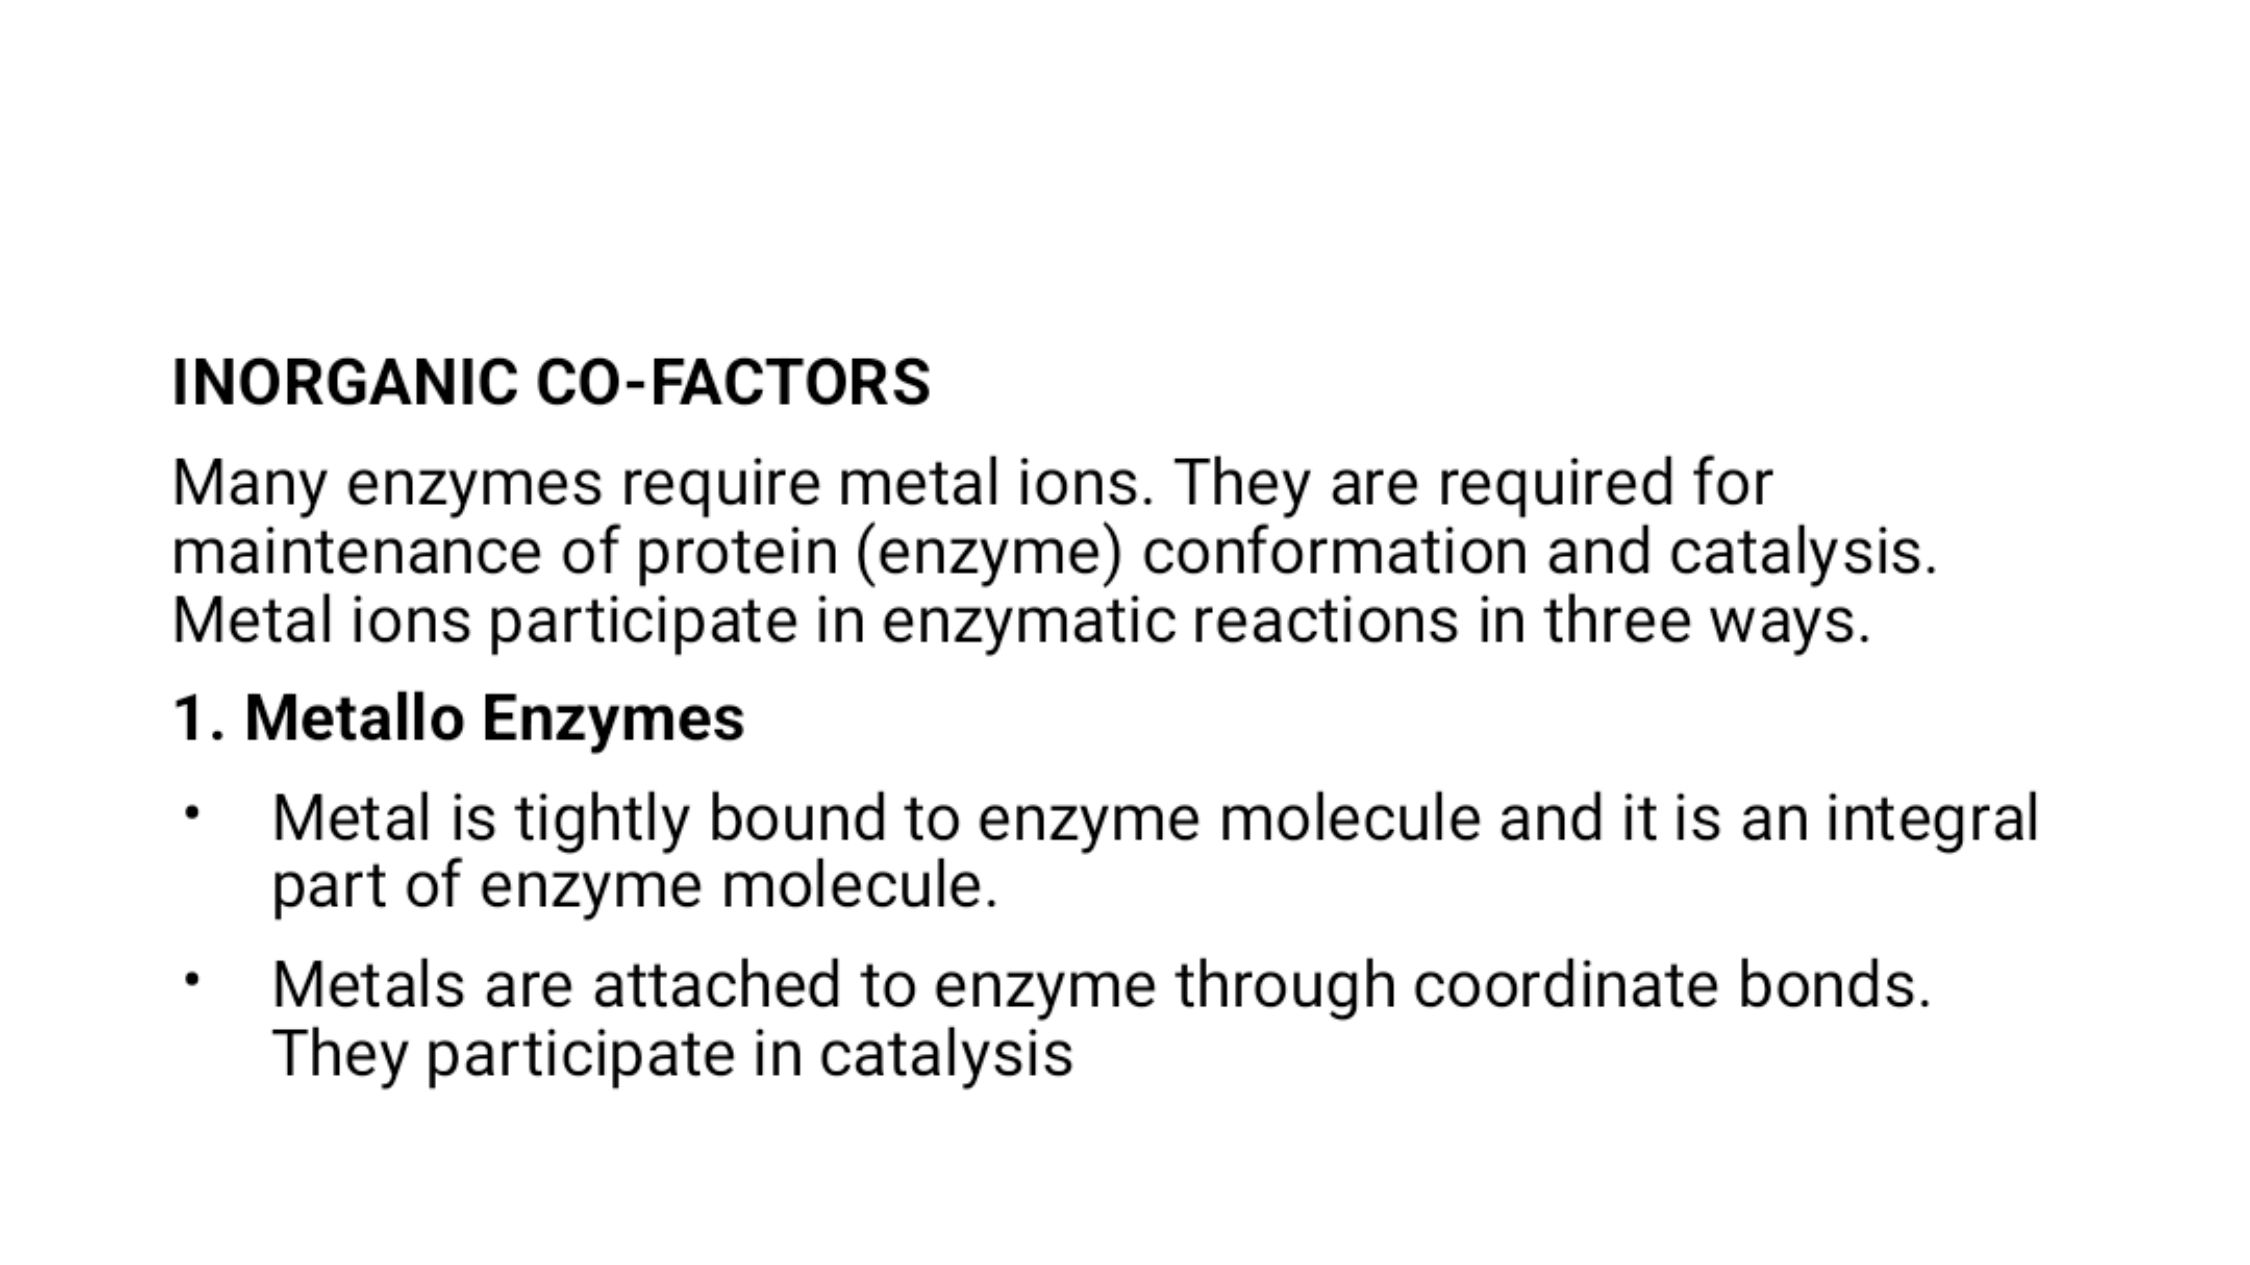 INORGANIC CO-FACTORS
Many enzymes require metal ions. They are required for
maintenance of protein (enzyme) conformation and catalysis.
Metal ions participate in enzymatic reactions in three ways.
1. Metallo Enzymes
• Metal is tightly bound to enzyme molecule and it is an integral
part of enzyme molecule.
• Metals are attached to enzyme through coordinate bonds.
They participate in catalysis